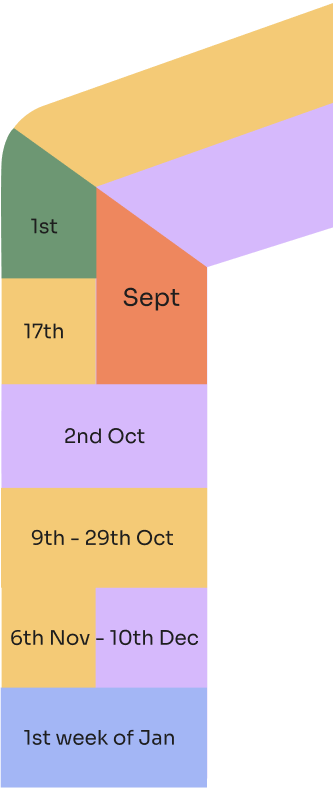 1st
Sept
17th
2nd Oct
9th - 29th Oct
6th Nov - 10th Dec
1st week of Jan